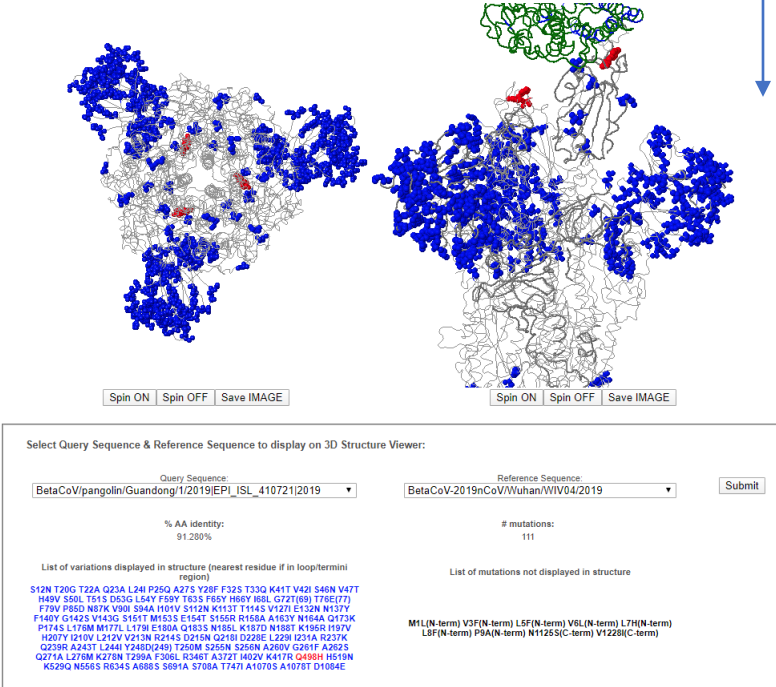 Spin ON Spin OFF Save IMAGE Spin ON Spin OFF Save IMAGE
Select Query Sequence & Reference Sequence to display on 3D Structure Viewer:
Query Sequence: Reference Sequence:
BetaCoV/pangolin/Guandong/1/2019|EPI_ISL_410721|2019 BetaCoV-2019nCoV/Wuhan/WIV04/2019 Submit
% AA identity: # mutations:
91.280% 111
List of variations displayed in structure (nearest residue if in loop/termini
region)
List of mutations not displayed in structure
S12N T20G T22A Q23A L24I P25Q A27S Y28F F32S T33Q K41T V42I S46N V47T
H49V S50L T51S D53G L54F F59Y T63S F65Y H66Y I68L G72T(69) T76E(77)
F79V P85D N87K V90I S94A I101V S112N K113T T114S V127I E132N N137Y
F140Y G142S V143G S151T M153S E154T S155R R158A A163Y N164A Q173K
P174S L176M M177L L179I E180A Q183S N185L K187D N188T K195R I197V
H207Y I210V L212V V213N R214S D215N Q218I D228E L229I I231A R237K
Q239R A243T L244I Y248D(249) T250M S255N S256N A260V G261F A262S
Q271A L276M K278N T299A F306L R346T A372T I402V K417R Q498H H519N
K529Q N556S R634S A688S S691A S708A T747I A1070S A1078T D1084E
M1L(N-term) V3F(N-term) L5F(N-term) V6L(N-term) L7H(N-term)
L8F(N-term) P9A(N-term) N1125S(C-term) V1228I(C-term)